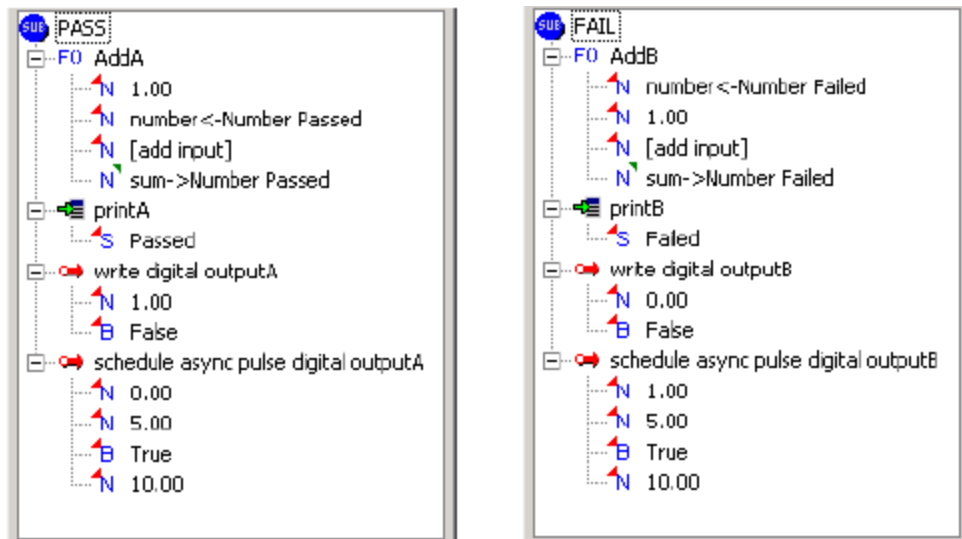 SUB PASS
F() AddA
N 1.00
N number<-Number Passed
N [add input]
N sum->Number Passed
printA
S Passed
write digital outputA
N 1.00
B False
schedule async pulse digital outputA
N 0.00
N 5.00
B True
N 10.00
SUB FAIL
F() AddB
N number<-Number Failed
N 1.00
N [add input]
N sum->Number Failed
printB
S Failed
write digital outputB
N 0.00
B False
schedule async pulse digital outputB
N 1.00
N 5.00
B True
N 10.00